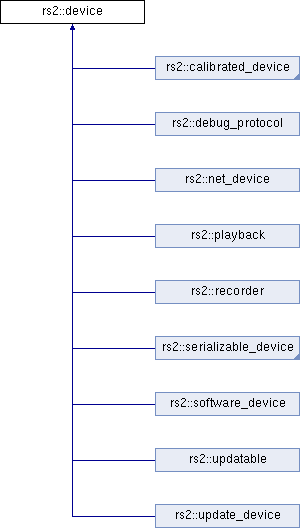 rs2::device
rs2::calibrated_device
rs2::debug_protocol
rs2::net_device
rs2::playback
rs2::recorder
rs2::serializable_device
rs2::software_device
rs2::updatable
rs2::update_device